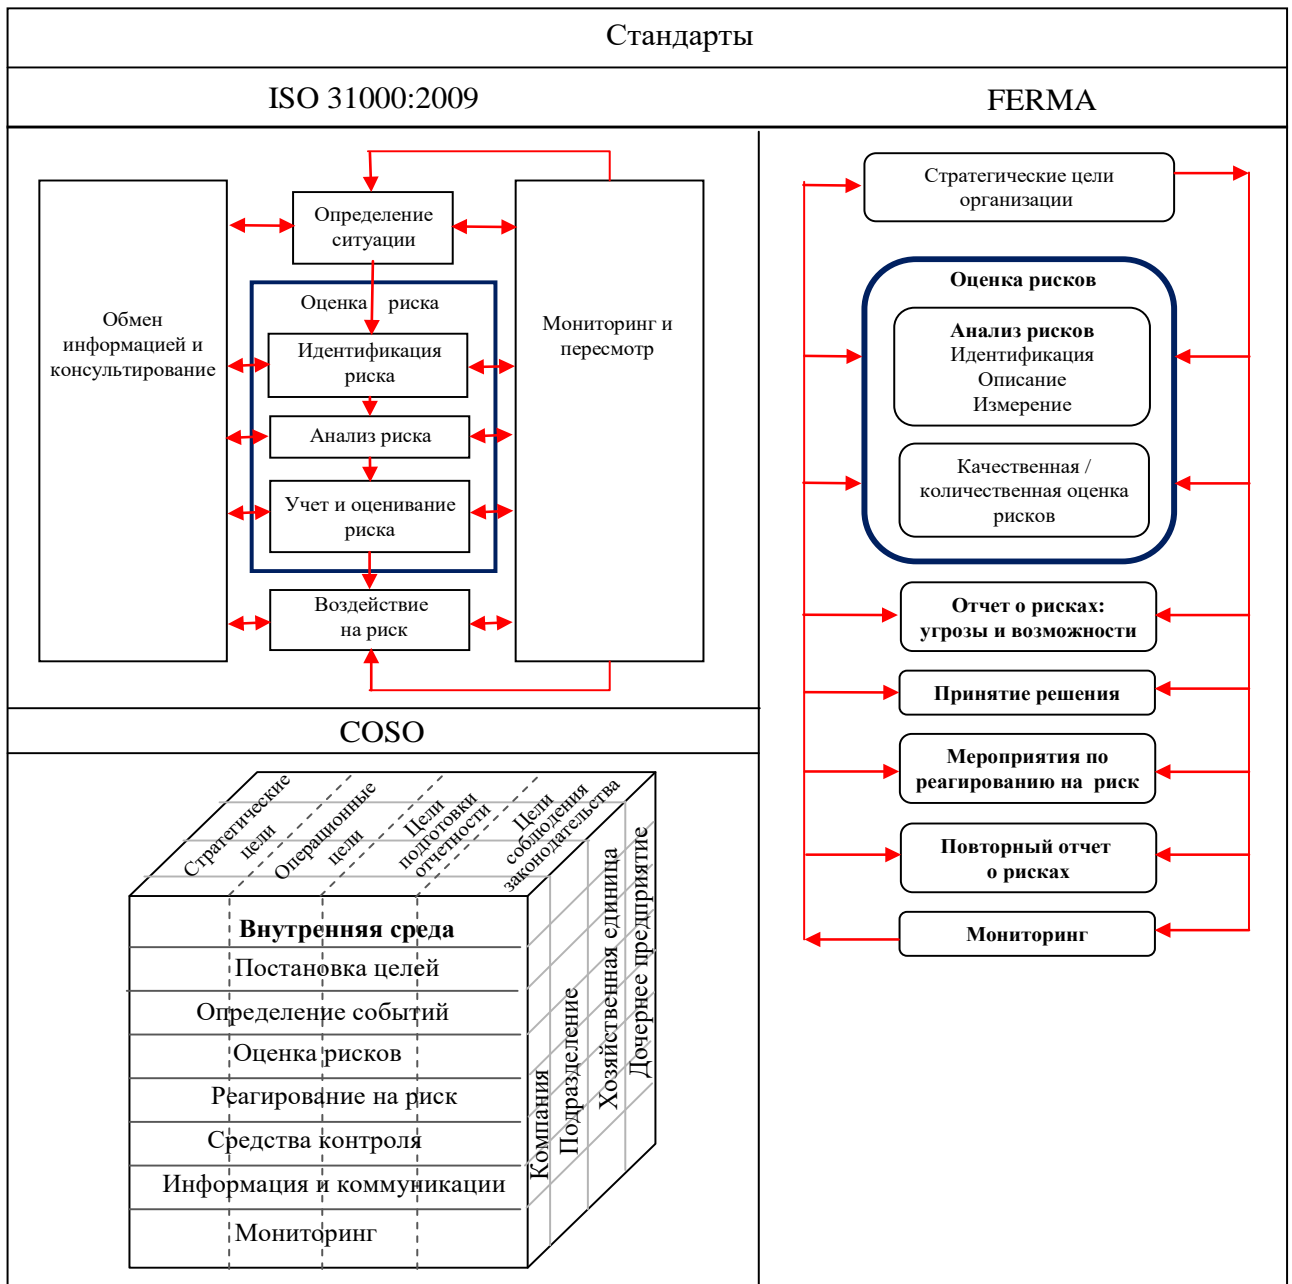 Стандарты
ISO 31000:2009
FERMA
Обмен
информацией и
консультирование
Определение
ситуации
Оценка риска
Идентификация
риска
Анализ риска
Учет и оценивание
риска
Воздействие
на риск
Мониторинг и
пересмотр
COSO
Стратегические
цели
Операционные
цели
Цели
подготовки
отчетности
Цели
соблюдения
законодательства
Внутренняя среда
Постановка целей
Определение событий
Оценка рисков
Реагирование на риск
Средства контроля
Информация и коммуникации
Мониторинг
Компания
Подразделение
Хозяйственная единица
Дочернее предприятие
Стратегические цели
организации
Оценка рисков
Анализ рисков
Идентификация
Описание
Измерение
Качественная /
количественная оценка
рисков
Отчет о рисках:
угрозы и возможности
Принятие решения
Мероприятия по
реагированию на риск
Повторный отчет
о рисках
Мониторинг